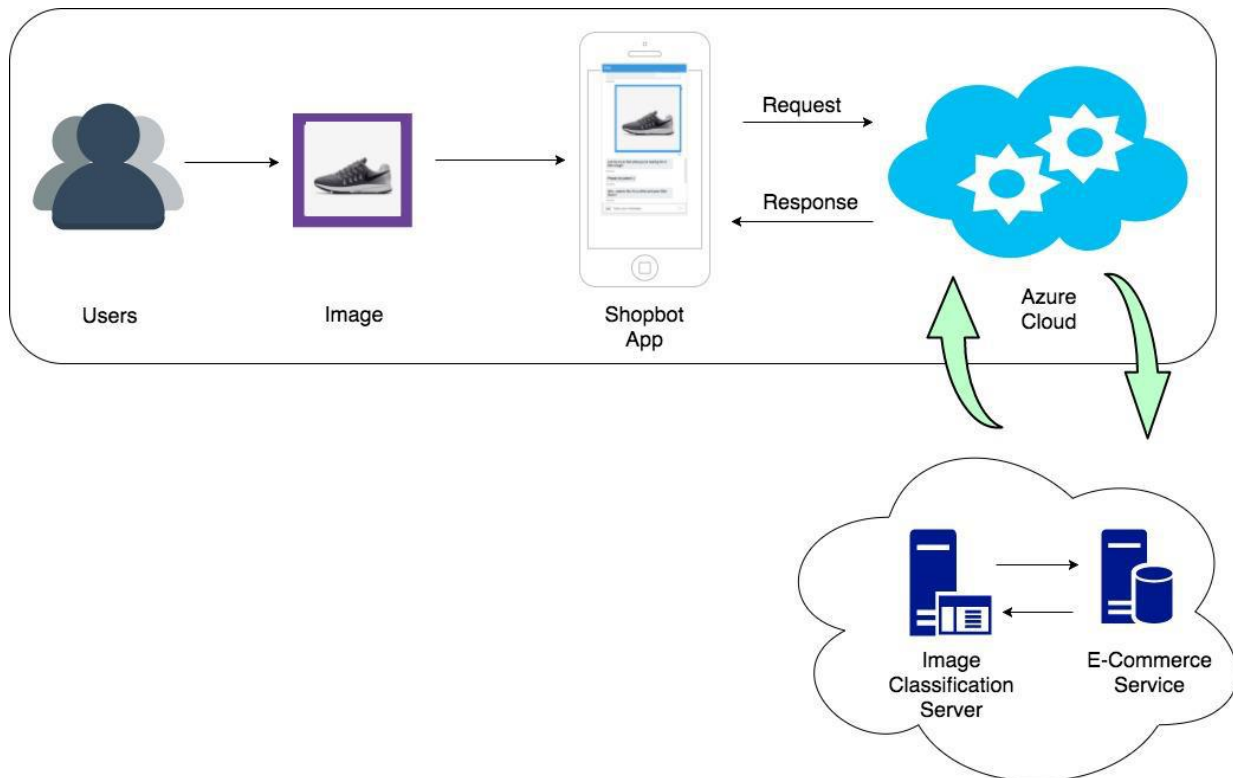 Request
Response
Users
Image
Shopbot
App
Azure
Cloud
Image
Classification
Server
E-Commerce
Service